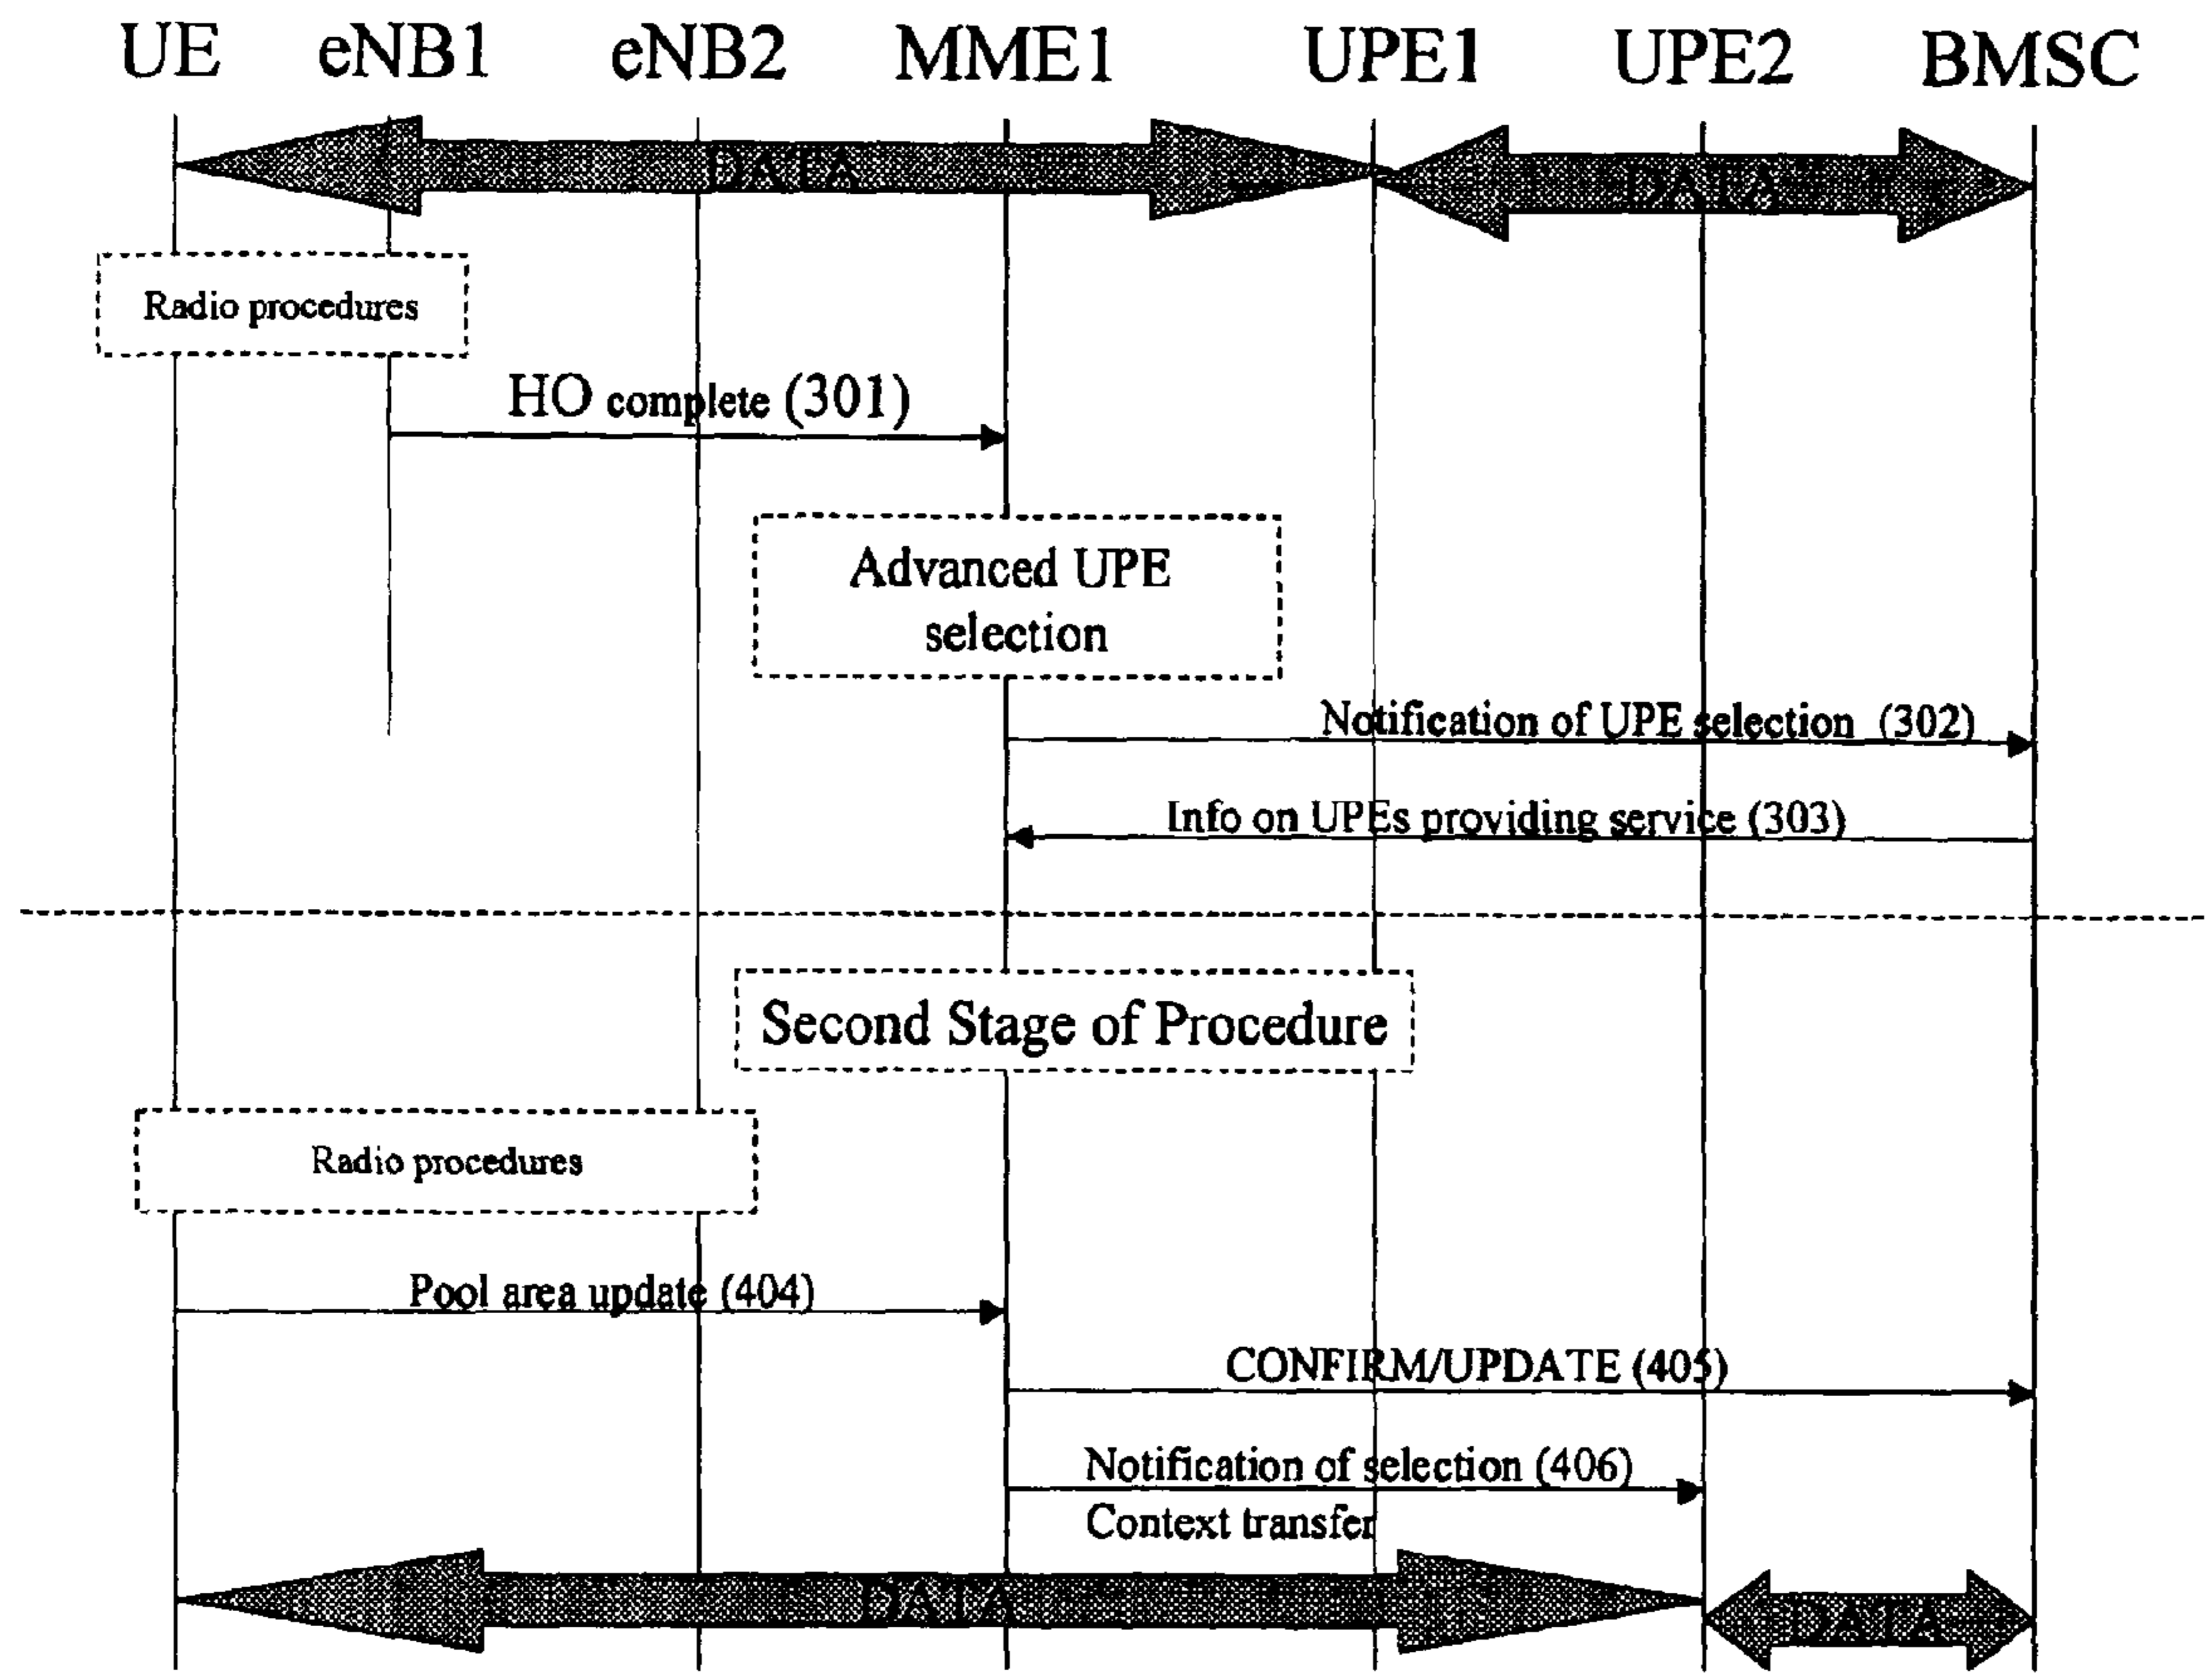 UE eNB1 eNB2 MME1 UPE1 UPE2 BMSC
DATA DATA
Radio procedures
HO complete (301)
Advanced UPE
selection
Notification of UPE selection (302)
Info on UPEs providing service (303)
Second Stage of Procedure
Radio procedures
Pool area update (404)
CONFIRM/UPDATE (405)
Notification of selection (406)
Context transfer
DATA DATA